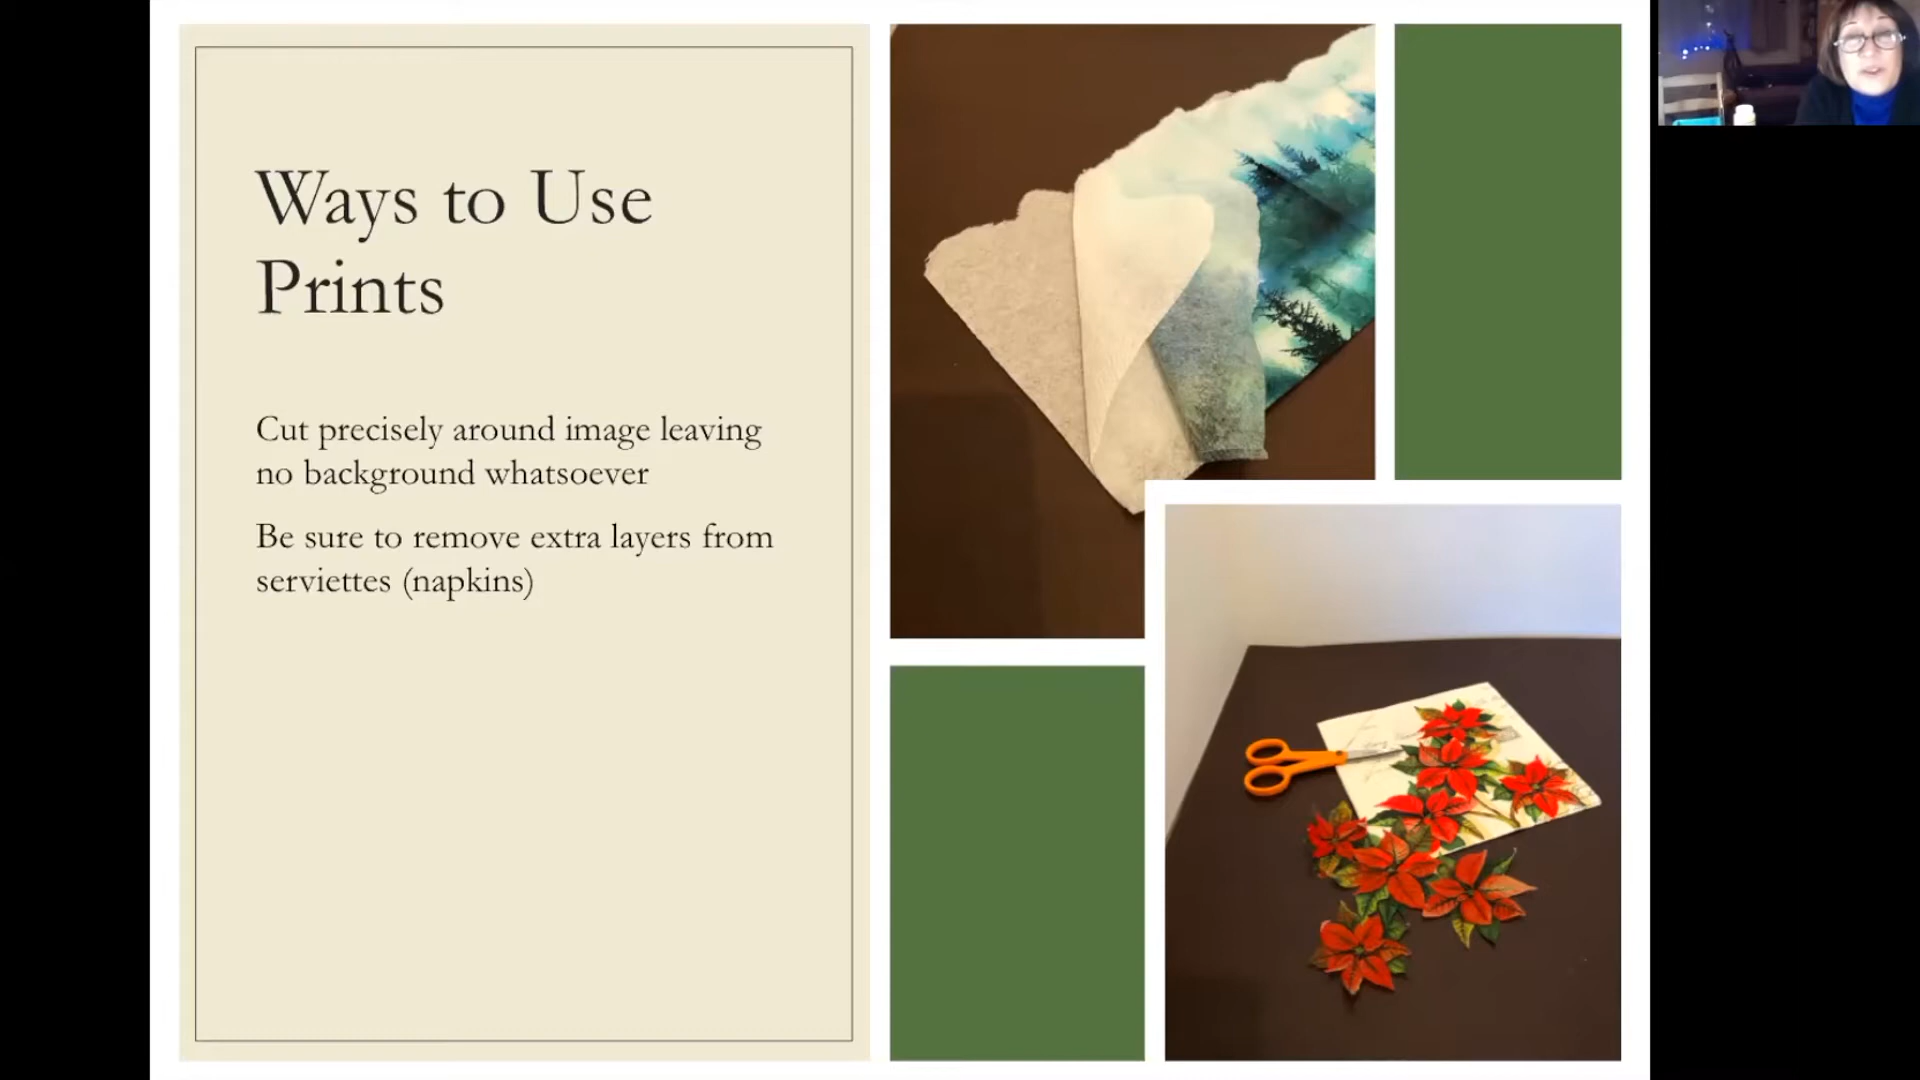 Ways to Use
Prints
Cut precisely around image leaving
no background whatsoever
Be sure to remove extra layers from
serviettes (napkins)